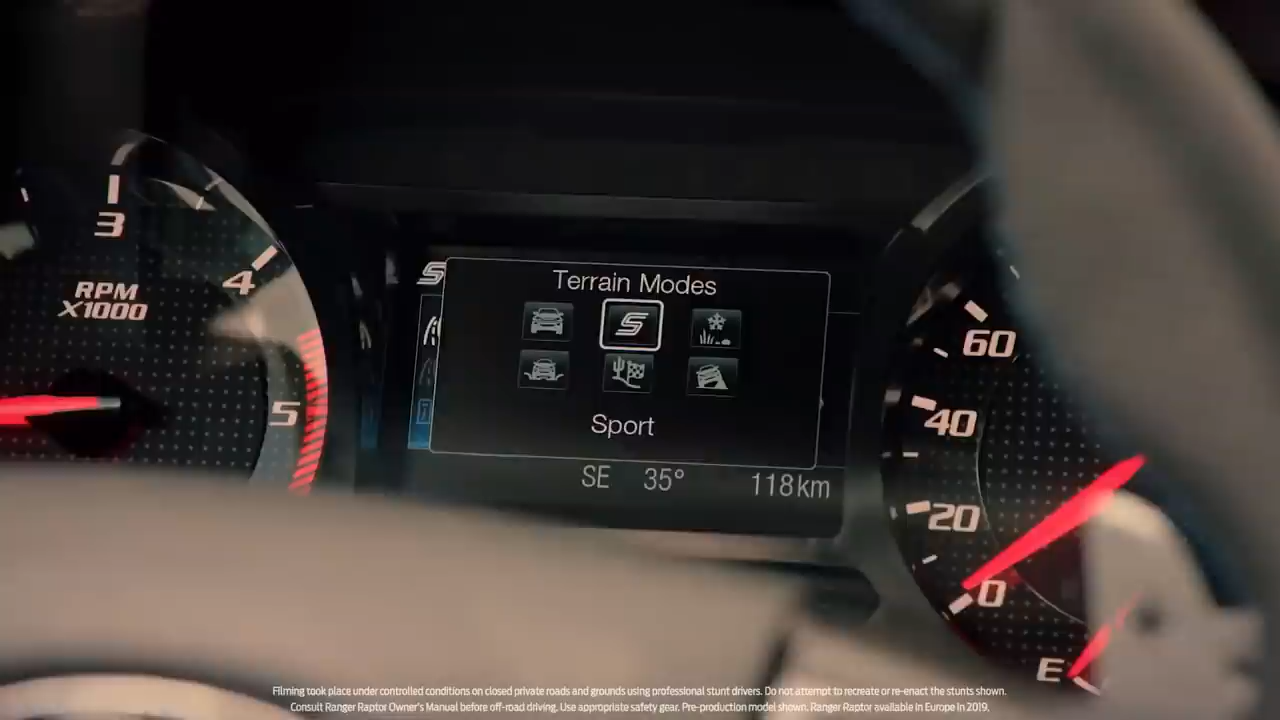 3
4
5
RPM
X1000
S
Terrain Modes
S
Sport
SE 35° 118km
60
40
20
0
E
Filming took place under controlled conditions on closed private roads and grounds using professional stunt drivers. Do not attempt to recreate or re-enact the stunts shown.
Consult Ranger Raptor Owner's Manual before off-road driving. Use appropriate safety gear. Pre-production model shown. Ranger Raptor available in Europe in 2019.